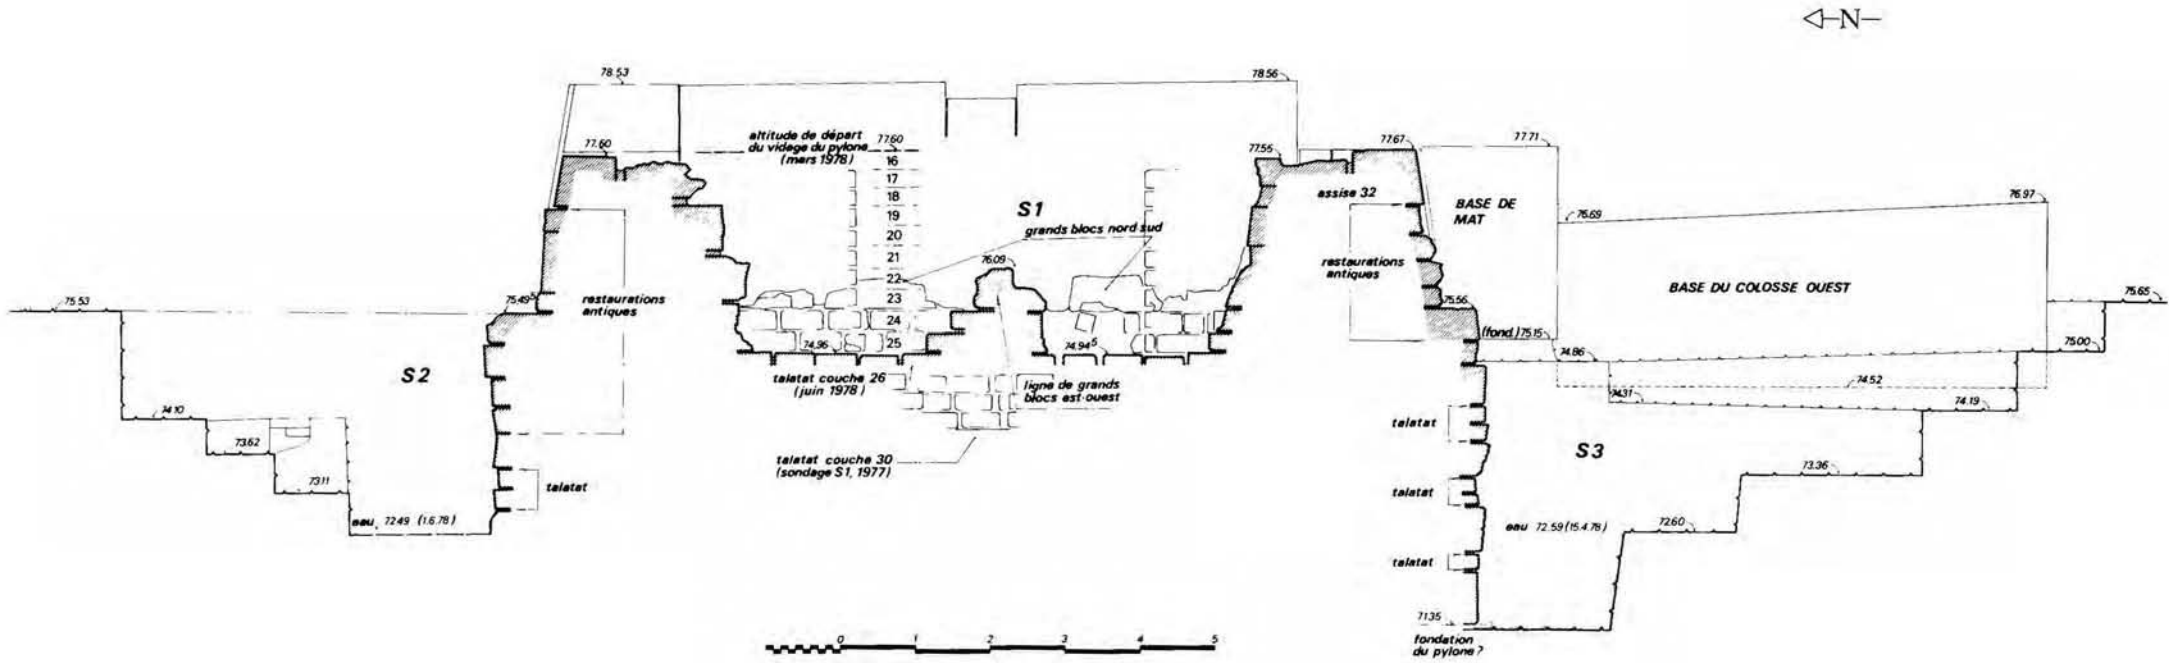 N
78.53
78.56
altitude de départ
du vidage du pylone
(mars 1978)
77.60
77.60
77.55
77.67
77.71
16
17
18
19
20
21
22
23
24
25
S1
grands blocs nord sud
76.09
assise 32
BASE DE
MAT
76.69
76.97
restaurations
antiques
restaurations
antiques
BASE DU COLOSSE OUEST
75.53
75.49⁵
75.56
75.65
(fond.) 75.15
74.96
74.94⁵
74.86
75.00
S2
talatat couche 26
(juin 1978)
ligne de grands
blocs est-ouest
74.52
74.31
74.19
74.10
73.62
73.11
talatat
S3
talatat couche 30
(sondage S1, 1977)
73.36
talatat
talatat
eau 72.49 (1.6.78)
eau 72.59 (15.4.78)
72.60
talatat
71.35
fondation
du pylone ?
0 1 2 3 4 5